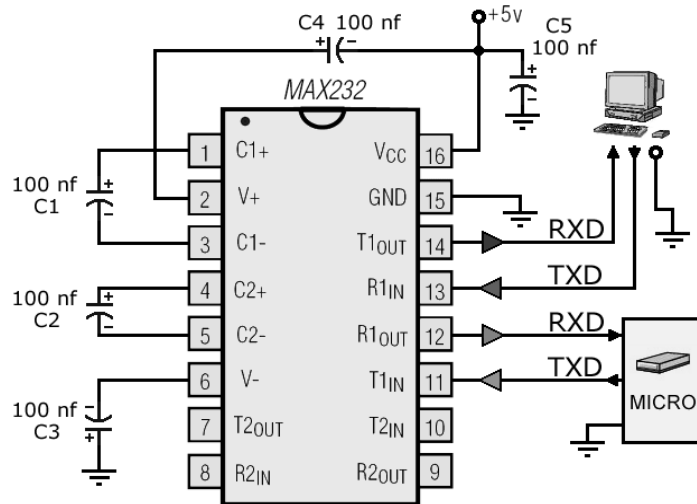 C4 100 nf
+
-
+5v
C5
100 nf
+
-
MAX232
1 C1+
VCC 16
100 nf
C1
+
-
2 V+
GND 15
3 C1-
T1OUT 14
RXD
4 C2+
R1IN 13
TXD
100 nf
C2
+
-
5 C2-
R1OUT 12
RXD
6 V-
T1IN 11
TXD
MICRO
100 nf
C3
-
+
7 T2OUT
T2IN 10
8 R2IN
R2OUT 9